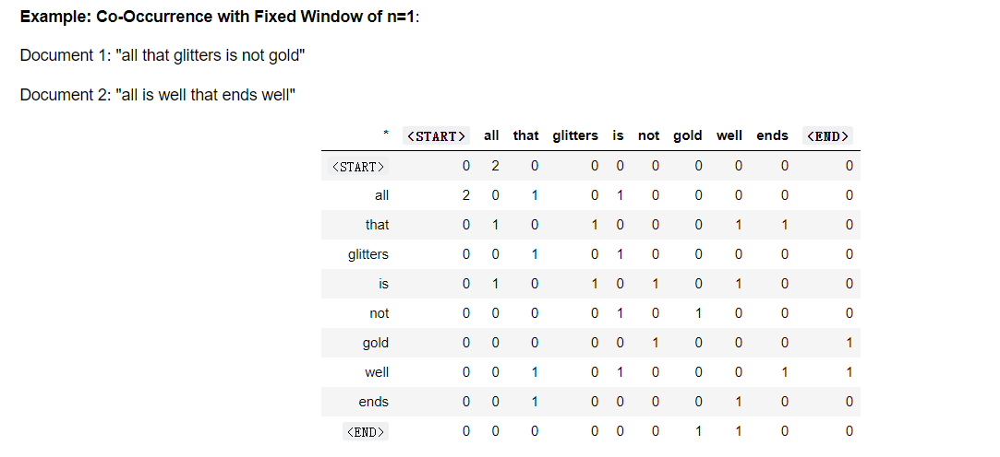 Example: Co-Occurrence with Fixed Window of n=1:
Document 1: "all that glitters is not gold"
Document 2: "all is well that ends well"
* <START> all that glitters is not gold well ends <END>
<START> 0 2 0 0 0 0 0 0 0 0
all 2 0 1 0 1 0 0 0 0 0
that 0 1 0 1 0 0 0 1 1 0
glitters 0 0 1 0 1 0 0 0 0 0
is 0 1 0 1 0 1 0 1 0 0
not 0 0 0 0 1 0 1 0 0 0
gold 0 0 0 0 0 1 0 0 0 1
well 0 0 1 0 1 0 0 0 1 1
ends 0 0 1 0 0 0 0 1 0 0
<END> 0 0 0 0 0 0 1 1 0 0